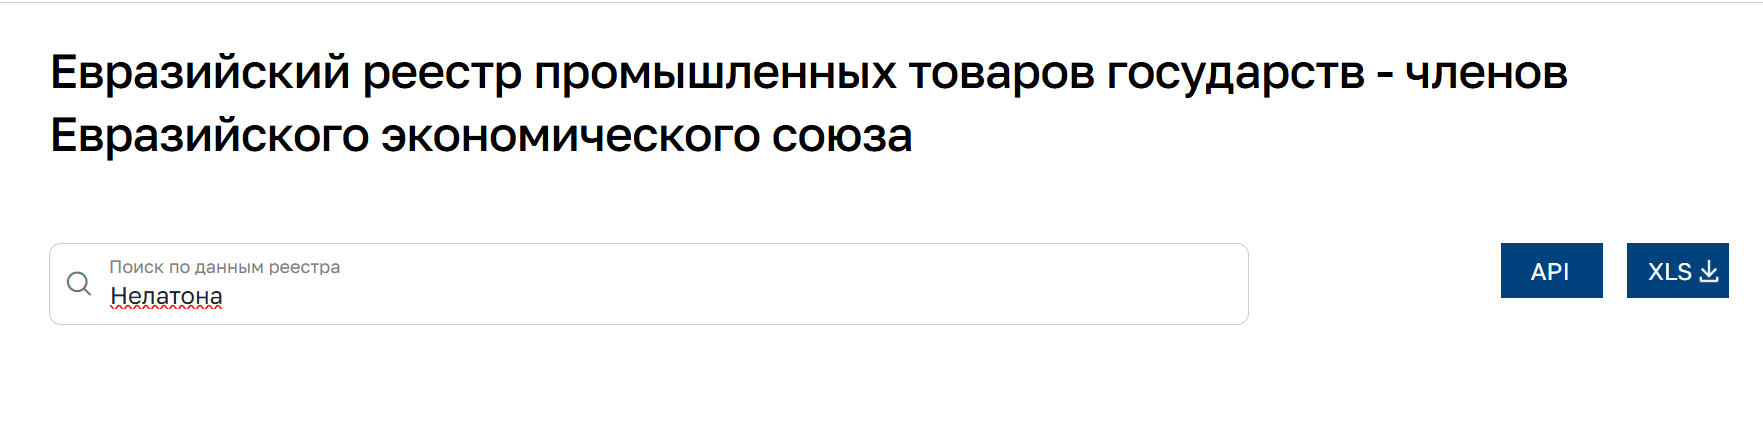 Евразийский реестр промышленных товаров государств - членов
Евразийского экономического союза
Поиск по данным реестра
Нелатона
API
XLS